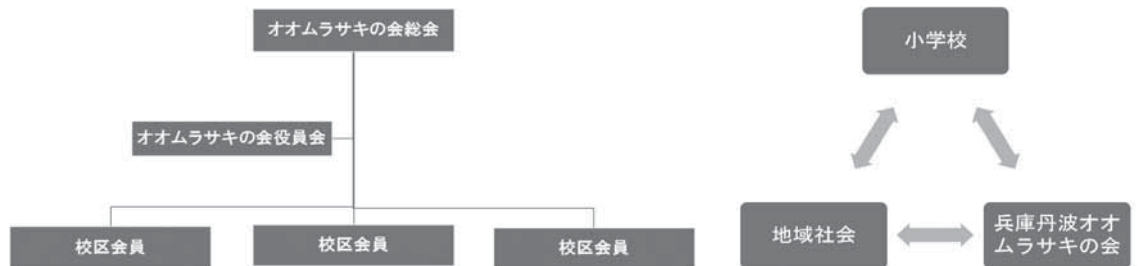 オオムラサキの会総会
オオムラサキの会役員会
校区会員
校区会員
校区会員
小学校
地域社会
兵庫丹波オオ
ムラサキの会